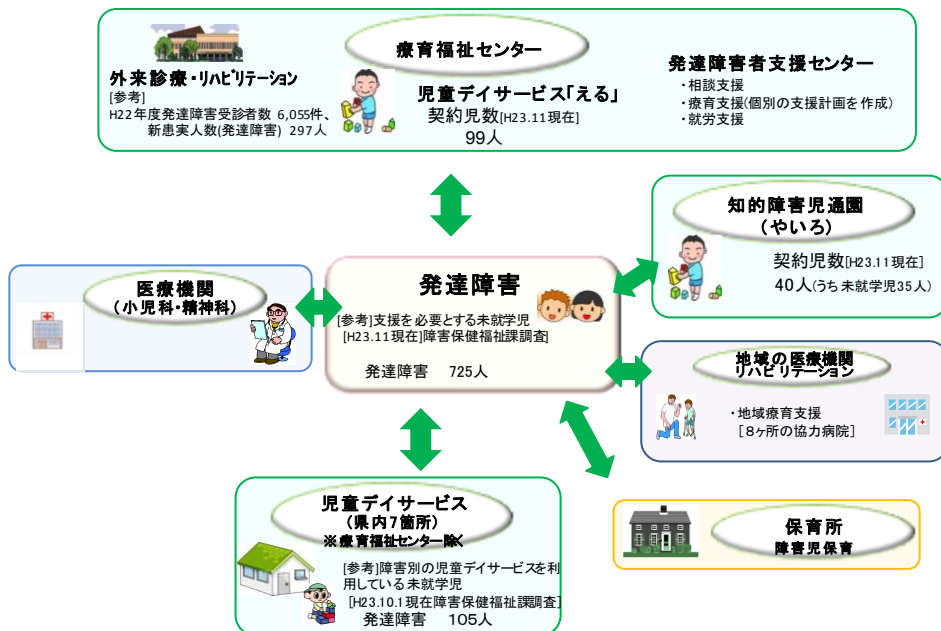 療育福祉センター
外来診療・リハビリテーション
[参考]
H22年度発達障害受診者数 6,055件、
新患実人数(発達障害) 297人
児童デイサービス「える」
契約児数[H23.11現在]
99人
発達障害者支援センター
・相談支援
・療育支援(個別の支援計画を作成)
・就労支援
知的障害児通園
(やいろ)
契約児数[H23.11現在]
40人(うち未就学児35人)
医療機関
(小児科・精神科)
発達障害
[参考]支援を必要とする未就学児
[H23.11現在]障害保健福祉課調査]
発達障害 725人
地域の医療機関
リハビリテーション
・地域療育支援
[8ヶ所の協力病院]
児童デイサービス
(県内7箇所)
※療育福祉センター除く
[参考]障害別の児童デイサービスを利
用している未就学児
[H23.10.1現在障害保健福祉課調査]
発達障害 105人
保育所
障害児保育